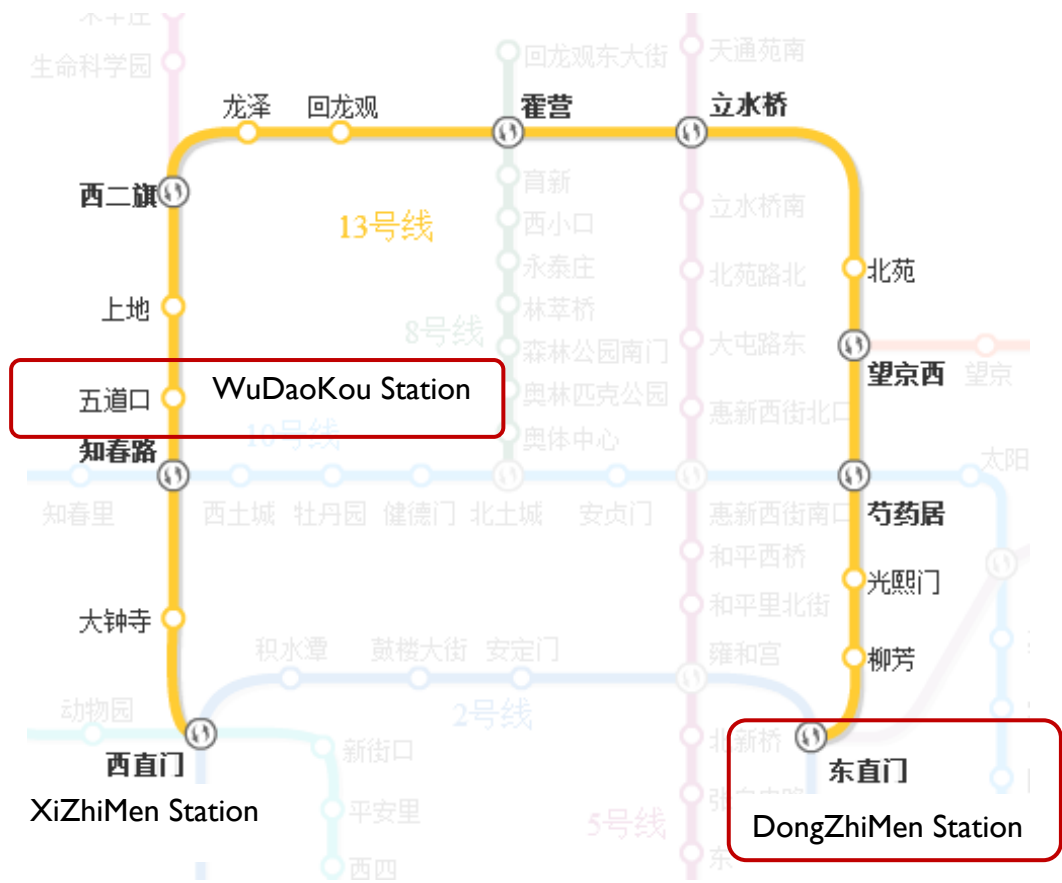 生命科学园
回龙观东大街
天通苑南
龙泽
回龙观
霍营
立水桥
西二旗
育新
13号线
西小口
立水桥南
永泰庄
北苑路北
北苑
上地
林萃桥
8号线
森林公园南门
大屯路东
望京西
望京
五道口
WuDaoKou Station
奥林匹克公园
惠新西街北口
10号线
奥体中心
知春路
太阳
知春里
西土城
牡丹园
健德门
北土城
安贞门
惠新西街南口
芍药居
和平西桥
光熙门
和平里北街
大钟寺
积水潭
鼓楼大街
安定门
雍和宫
柳芳
动物园
2号线
新街口
北新桥
西直门
东直门
XiZhiMen Station
平安里
5号线
DongZhiMen Station
西四
东